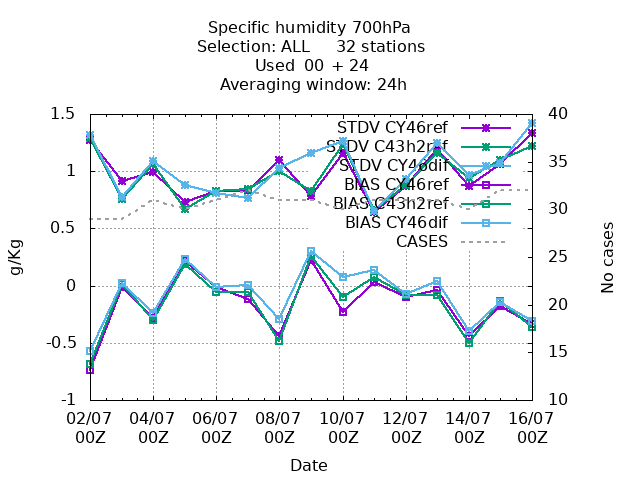 Specific humidity 700hPa
Selection: ALL 32 stations
Used 00 + 24
Averaging window: 24h
1.5
1
0.5
0
-0.5
-1
g/Kg
40
35
30
25
20
15
10
No cases
STDV CY46ref
STDV C43h2ref
STDV CY46dif
BIAS CY46ref
BIAS C43h2ref
BIAS CY46dif
CASES
02/07 04/07 06/07 08/07 10/07 12/07 14/07 16/07
00Z 00Z 00Z 00Z 00Z 00Z 00Z 00Z
Date